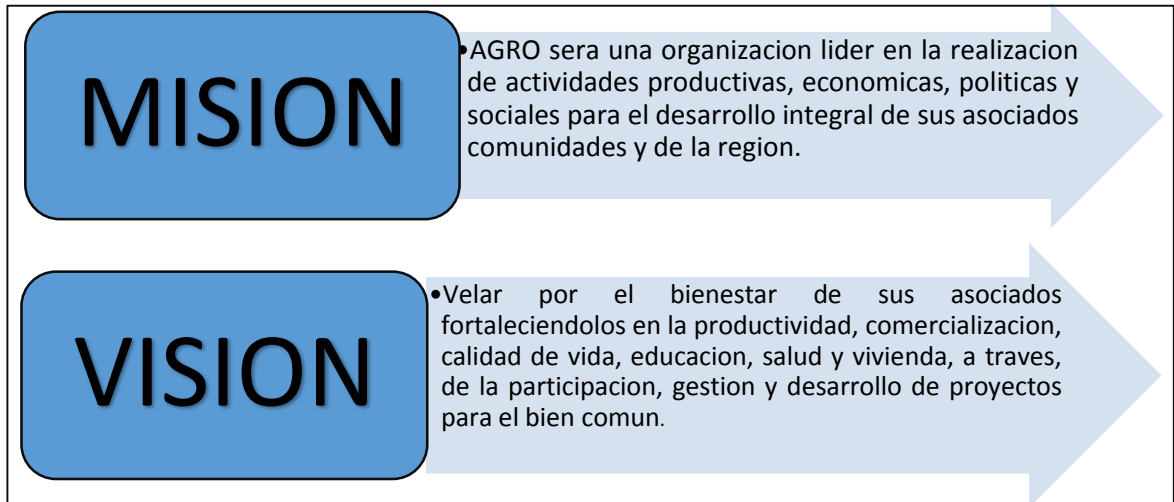 MISION
•AGRO sera una organizacion lider en la realizacion
de actividades productivas, economicas, politicas y
sociales para el desarrollo integral de sus asociados
comunidades y de la region.
VISION
•Velar por el bienestar de sus asociados
fortaleciendolos en la productividad, comercializacion,
calidad de vida, educacion, salud y vivienda, a traves,
de la participacion, gestion y desarrollo de proyectos
para el bien comun.